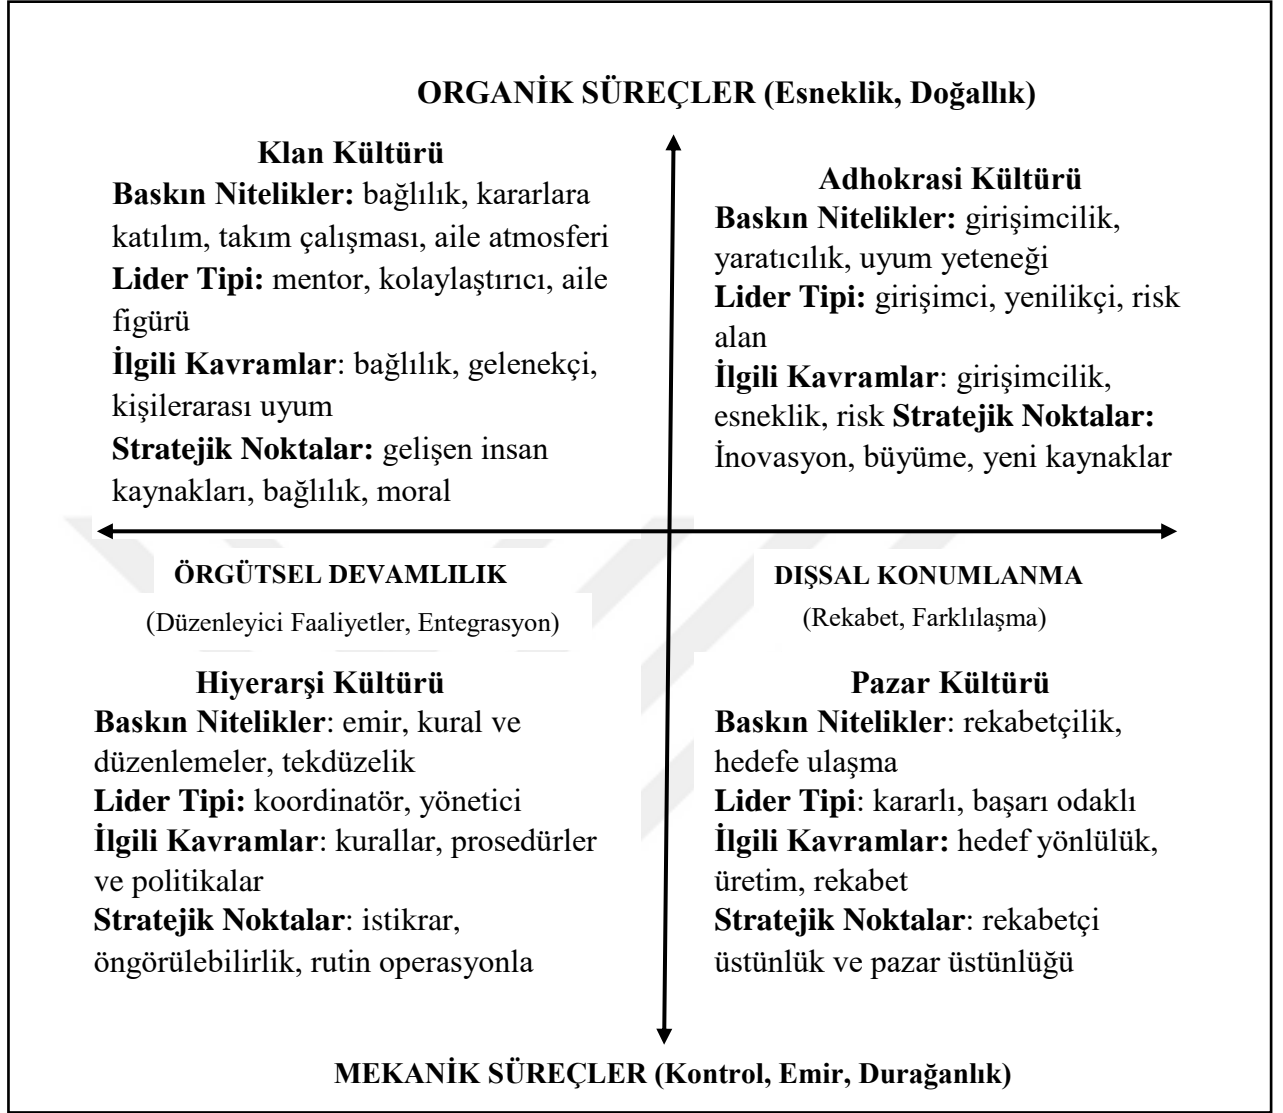 ORGANİK SÜREÇLER (Esneklik, Doğallık)
Klan Kültürü
Baskın Nitelikler: bağlılık, kararlara
katılım, takım çalışması, aile atmosferi
Lider Tipi: mentor, kolaylaştırıcı, aile
figürü
İlgili Kavramlar: bağlılık, gelenekçi,
kişilerarası uyum
Stratejik Noktalar: gelişen insan
kaynakları, bağlılık, moral
Adhokrasi Kültürü
Baskın Nitelikler: girişimcilik,
yaratıcılık, uyum yeteneği
Lider Tipi: girişimci, yenilikçi, risk
alan
İlgili Kavramlar: girişimcilik,
esneklik, risk Stratejik Noktalar:
İnovasyon, büyüme, yeni kaynaklar
ÖRGÜTSEL DEVAMLILIK
(Düzenleyici Faaliyetler, Entegrasyon)
DIŞSAL KONUMLANMA
(Rekabet, Farklılaşma)
Hiyerarşi Kültürü
Baskın Nitelikler: emir, kural ve
düzenlemeler, tekdüzelik
Lider Tipi: koordinatör, yönetici
İlgili Kavramlar: kurallar, prosedürler
ve politikalar
Stratejik Noktalar: istikrar,
öngörülebilirlik, rutin operasyonla
Pazar Kültürü
Baskın Nitelikler: rekabetçilik,
hedefe ulaşma
Lider Tipi: kararlı, başarı odaklı
İlgili Kavramlar: hedef yönlülük,
üretim, rekabet
Stratejik Noktalar: rekabetçi
üstünlük ve pazar üstünlüğü
MEKANİK SÜREÇLER (Kontrol, Emir, Durağanlık)